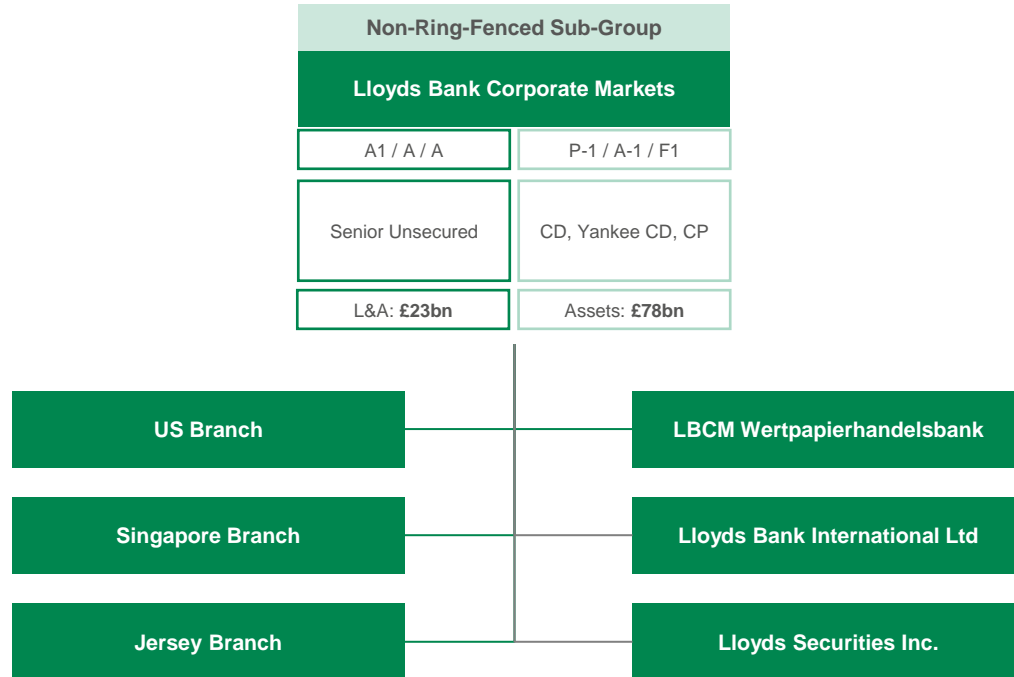 Non-Ring-Fenced Sub-Group
Lloyds Bank Corporate Markets
A1 / A / A
P-1 / A-1 / F1
Senior Unsecured
CD, Yankee CD, CP
L&A: £23bn
Assets: £78bn
US Branch
LBCM Wertpapierhandelsbank
Singapore Branch
Lloyds Bank International Ltd
Jersey Branch
Lloyds Securities Inc.